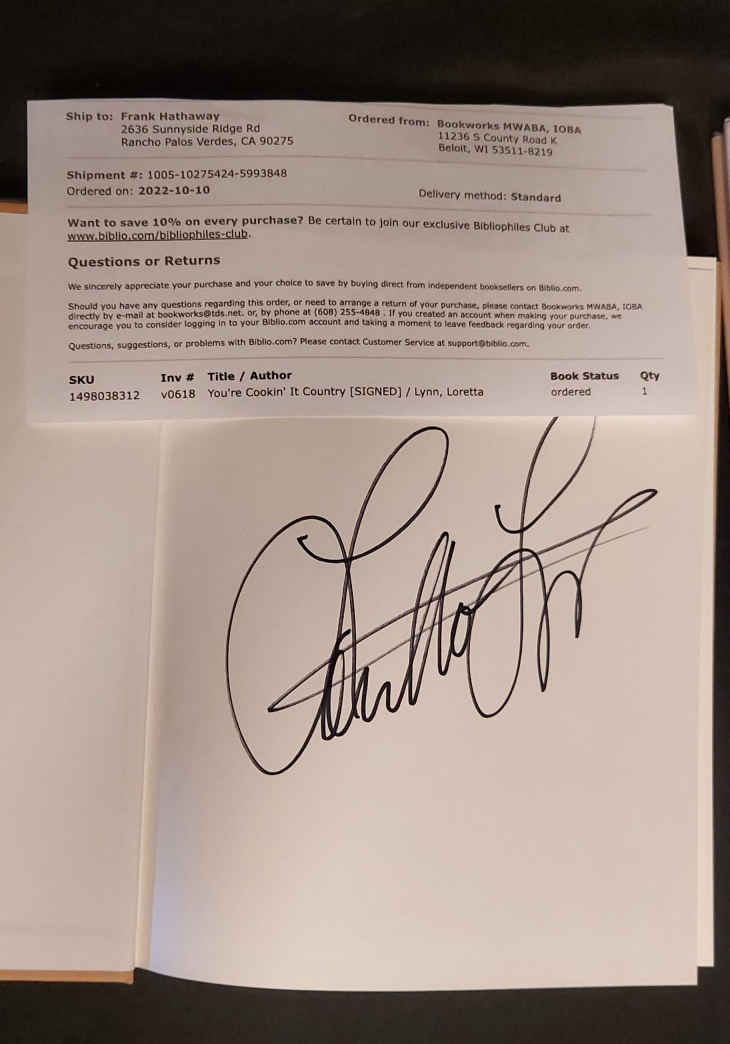 Ship to: Frank Hathaway
2636 Sunnyside Ridge Rd
Rancho Palos Verdes, CA 90275
Ordered from: Bookworks MWABA, IOBA
11236 S County Road K
Beloit, WI 53511-8219
Shipment #: 1005-10275424-5993848
Ordered on: 2022-10-10
Delivery method: Standard
Want to save 10% on every purchase? Be certain to join our exclusive Bibliophiles Club at
www.biblio.com/bibliophiles-club.
Questions or Returns
We sincerely appreciate your purchase and your choice to save by buying direct from independent booksellers on Biblio.com.
Should you have any questions regarding this order, or need to arrange a return of your purchase, please contact Bookworks MWABA, IOBA
directly by e-mail at bookworks@tds.net. or, by phone at (608) 255-4848 . If you created an account when making your purchase, we
encourage you to consider logging in to your Biblio.com account and taking a moment to leave feedback regarding your order.
Questions, suggestions, or problems with Biblio.com? Please contact Customer Service at support@biblio.com.
SKU Inv # Title / Author Book Status Qty
1498038312 v0618 You're Cookin' It Country [SIGNED] / Lynn, Loretta ordered 1
Loretta Lynn